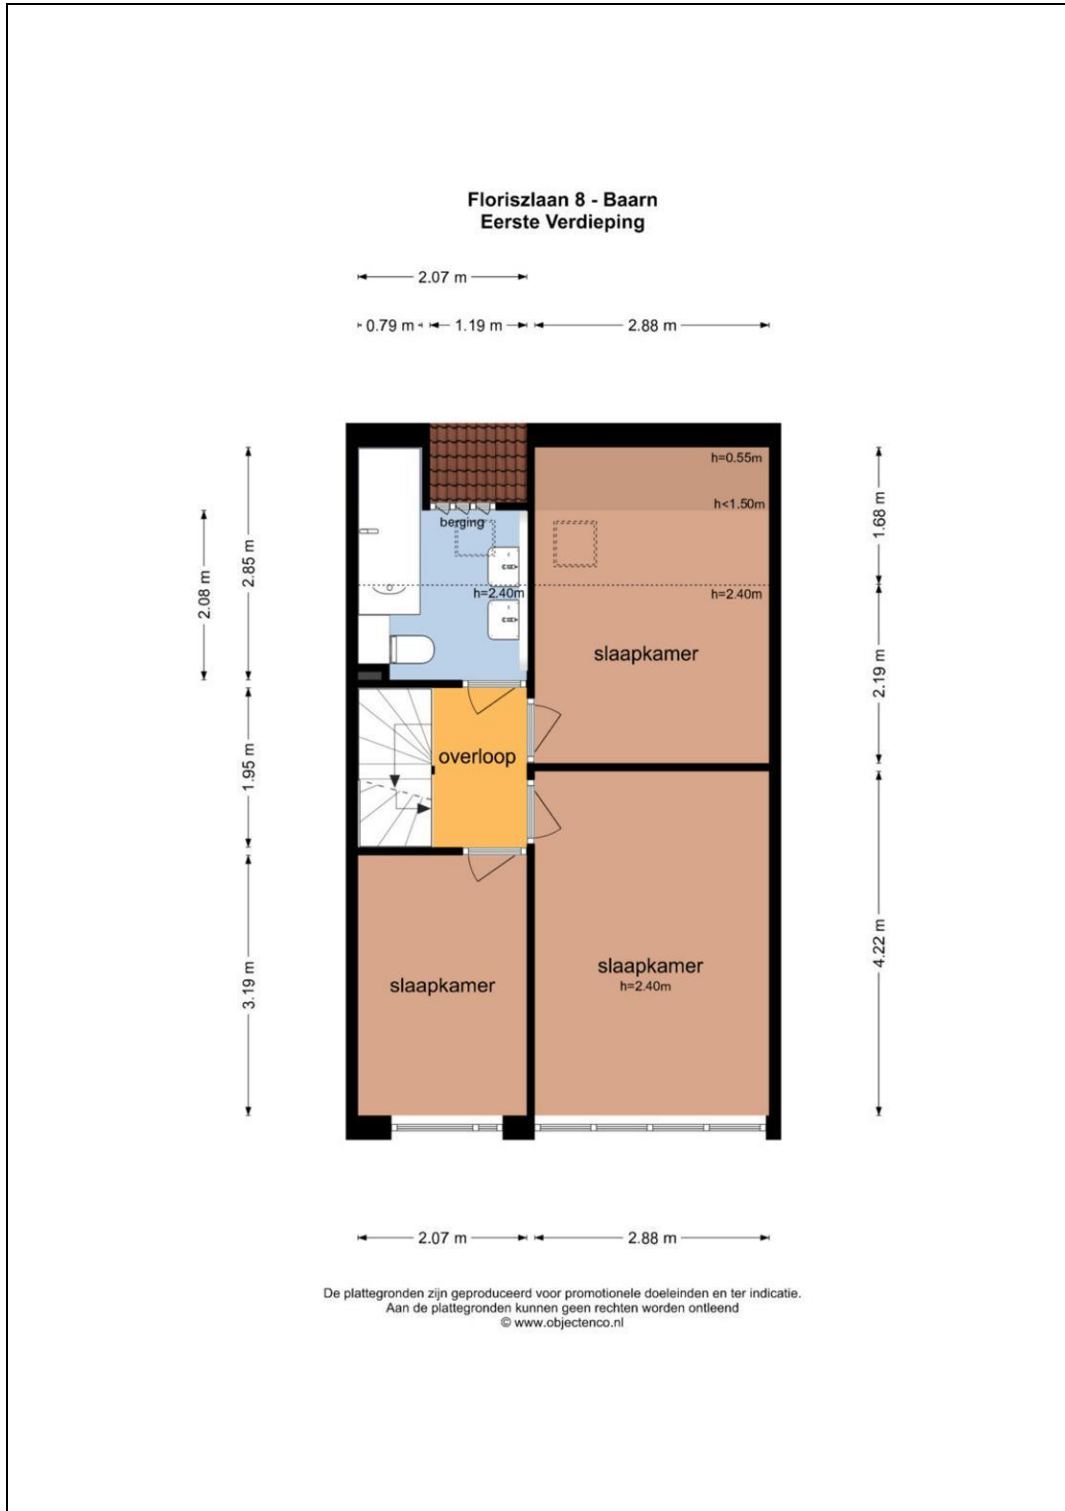 Floriszlaan 8 - Baarn
Eerste Verdieping
2.07 m
0.79 m
1.19 m
2.88 m
h=0.55m
h<1.50m
berging
1.68 m
2.85 m
2.08 m
h=2.40m
h=2.40m
slaapkamer
2.19 m
overloop
1.95 m
slaapkamer
h=2.40m
slaapkamer
4.22 m
3.19 m
2.07 m
2.88 m
De plattegronden zijn geproduceerd voor promotionele doeleinden en ter indicatie.
Aan de plattegronden kunnen geen rechten worden ontleend
© www.objectenco.nl